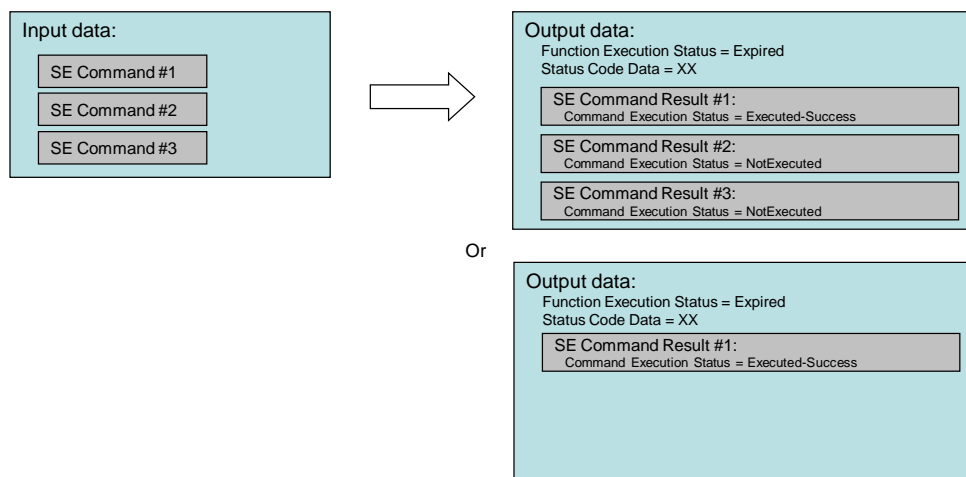 Input data:
SE Command #1
SE Command #2
SE Command #3
Output data:
Function Execution Status = Expired
Status Code Data = XX
SE Command Result #1:
Command Execution Status = Executed-Success
SE Command Result #2:
Command Execution Status = NotExecuted
SE Command Result #3:
Command Execution Status = NotExecuted
Or
Output data:
Function Execution Status = Expired
Status Code Data = XX
SE Command Result #1:
Command Execution Status = Executed-Success